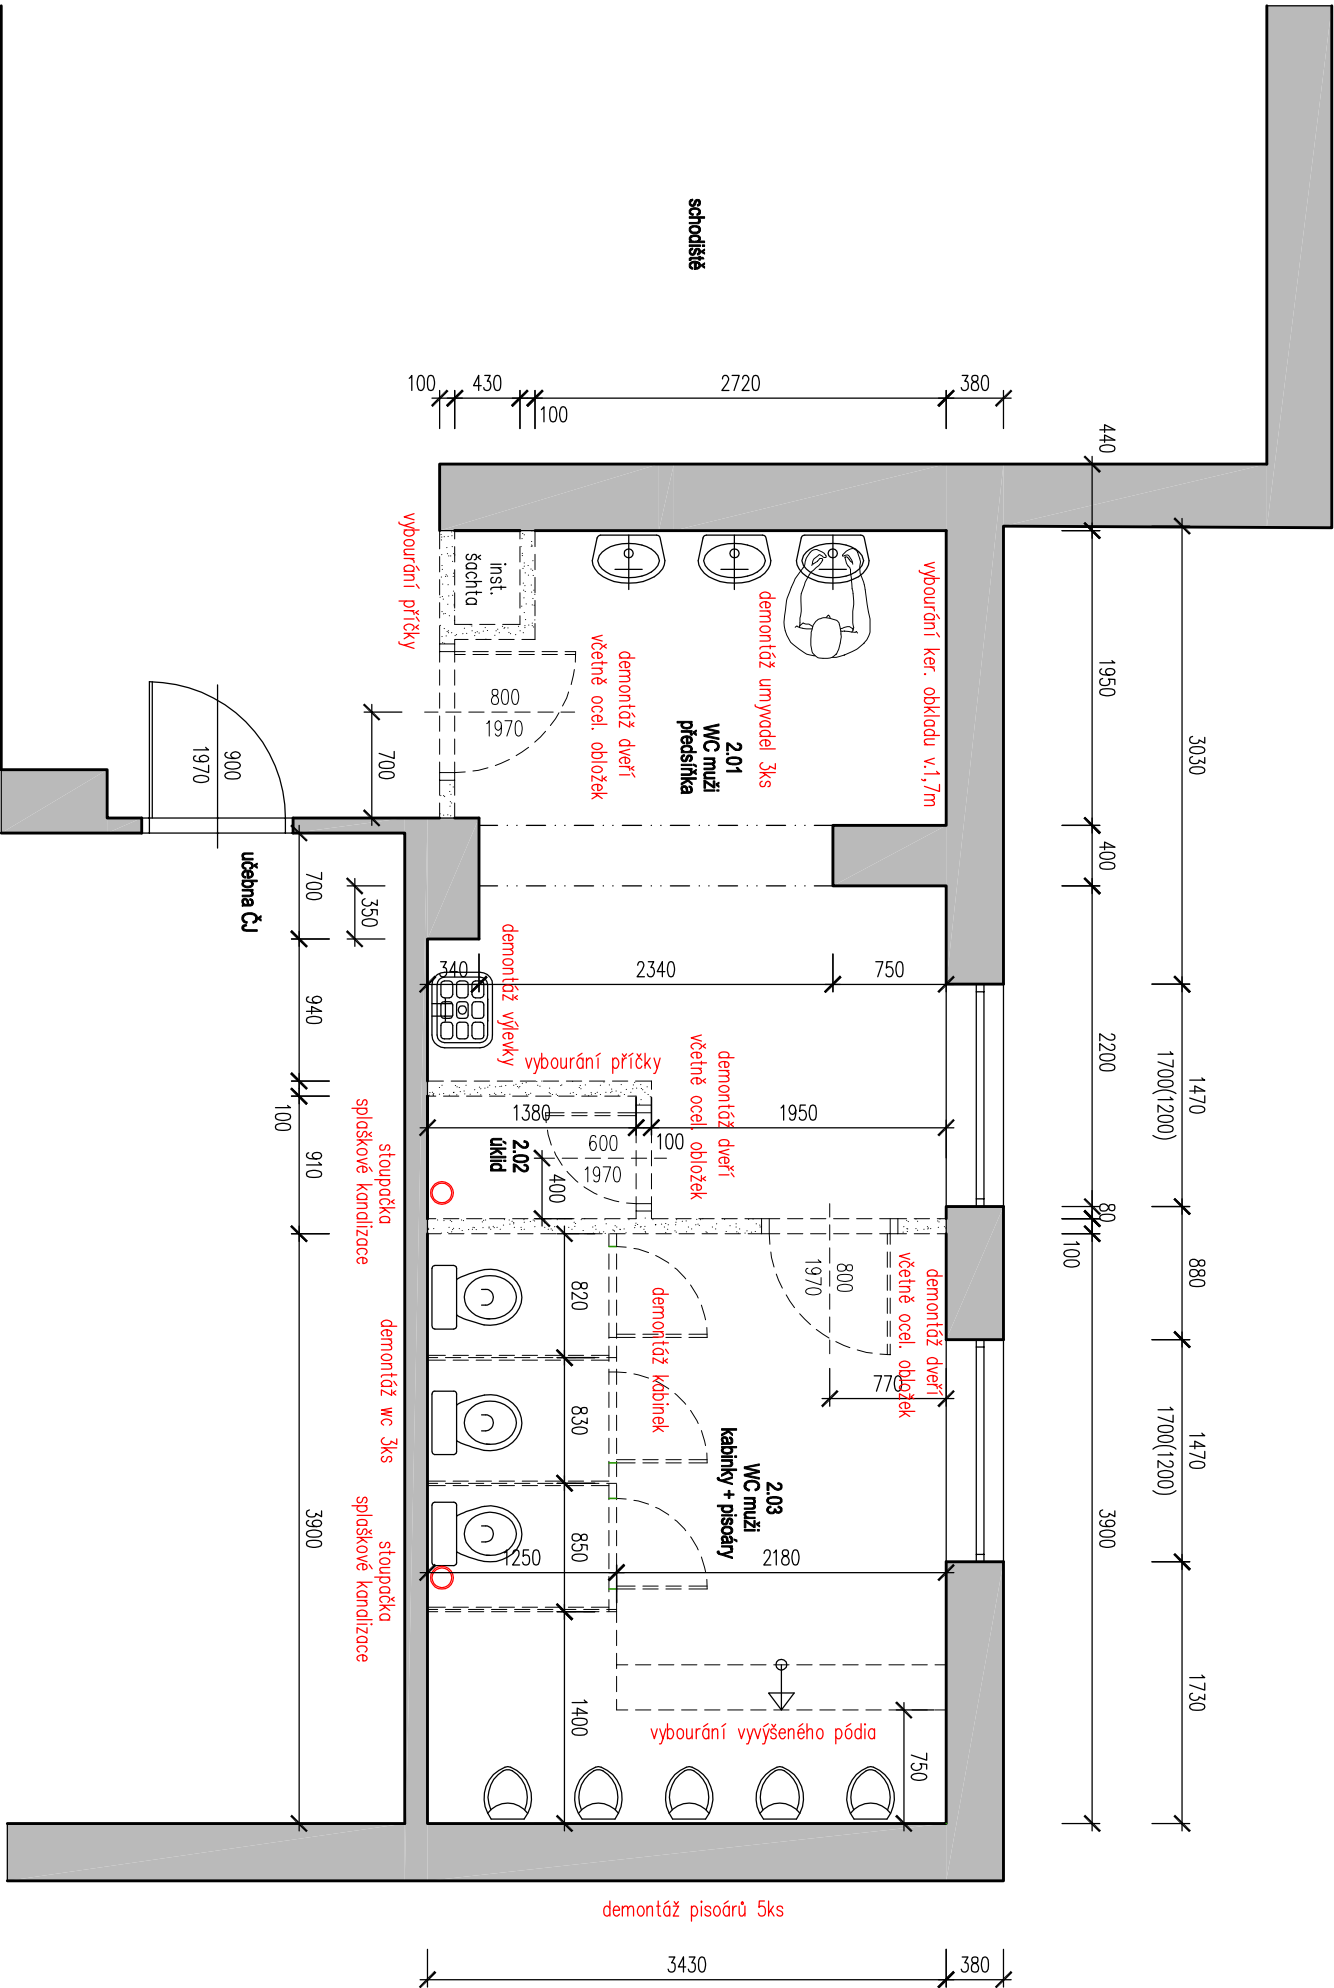 schodiště
100
430
100
2720
380
440
1950
400
2200
80
100
3900
3030
1470
1700(1200)
880
1470
1700(1200)
1730
vybourání příčky
inst.
šachta
demontáž dveří
včetně ocel. obložek
demontáž umyvadel 3ks
vybourání ker. obkladu v.1,7m
2.01
WC muži
předsíňka
800
1970
700
900
1970
učebna ČJ
700
350
940
100
910
3900
340
2340
750
demontáž výlevky
vybourání příčky
demontáž dveří
včetně ocel. obložek
1380
100
1950
600
1970
400
2.02
úklid
stoupačka
splaškové kanalizace
demontáž wc 3ks
stoupačka
splaškové kanalizace
820
830
850
1400
demontáž kabinek
800
1970
demontáž dveří
včetně ocel. obložek
770
2.03
WC muži
kabinky + pisoáry
1250
2180
vybourání vyvýšeného pódia
750
demontáž pisoárů 5ks
3430
380